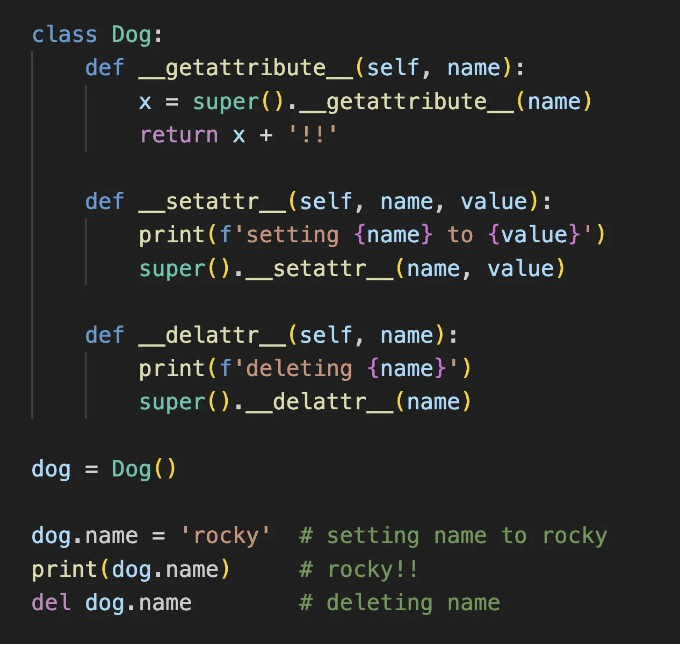 class Dog:
    def __getattribute__(self, name):
        x = super().__getattribute__(name)
        return x + '!!'

    def __setattr__(self, name, value):
        print(f'setting {name} to {value}')
        super().__setattr__(name, value)

    def __delattr__(self, name):
        print(f'deleting {name}')
        super().__delattr__(name)

dog = Dog()

dog.name = 'rocky'  # setting name to rocky
print(dog.name)     # rocky!!
del dog.name        # deleting name